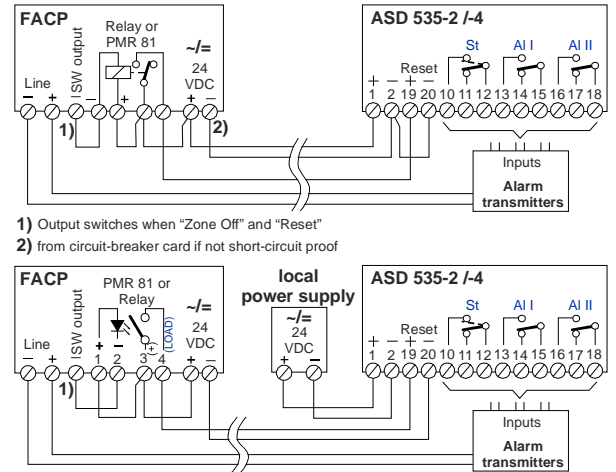 FACP
Relay or
PMR 81
~/=
24
VDC
Line
SW output
− + − + + −
1)
2)
ASD 535-2 /-4
St Al I Al II
Reset
+ − + −
1 2 19 20 10 11 12 13 14 15 16 17 18
Inputs
Alarm
transmitters
1) Output switches when “Zone Off” and “Reset”
2) from circuit-breaker card if not short-circuit proof
FACP
PMR 81 or
Relay
~/=
24
VDC
Line
SW output
(+)
(LOAD)
− + + − + −
1 2 3 4
1)
local
power supply
~/=
24
VDC
+ −
ASD 535-2 /-4
St Al I Al II
Reset
+ − + −
1 2 19 20 10 11 12 13 14 15 16 17 18
Inputs
Alarm
transmitters